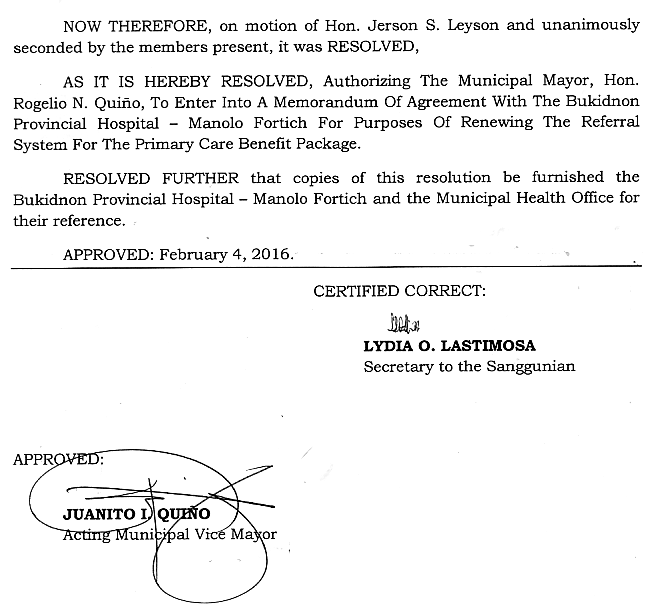 NOW THEREFORE, on motion of Hon. Jerson S. Leyson and unanimously
seconded by the members present, it was RESOLVED,
AS IT IS HEREBY RESOLVED, Authorizing The Municipal Mayor, Hon.
Rogelio N. Quiño, To Enter Into A Memorandum Of Agreement With The Bukidnon
Provincial Hospital – Manolo Fortich For Purposes Of Renewing The Referral
System For The Primary Care Benefit Package.
RESOLVED FURTHER that copies of this resolution be furnished the
Bukidnon Provincial Hospital – Manolo Fortich and the Municipal Health Office for
their reference.
APPROVED: February 4, 2016.
CERTIFIED CORRECT:
LYDIA O. LASTIMOSA
Secretary to the Sanggunian
APPROVED:
JUANITO I. QUIÑO
Acting Municipal Vice Mayor